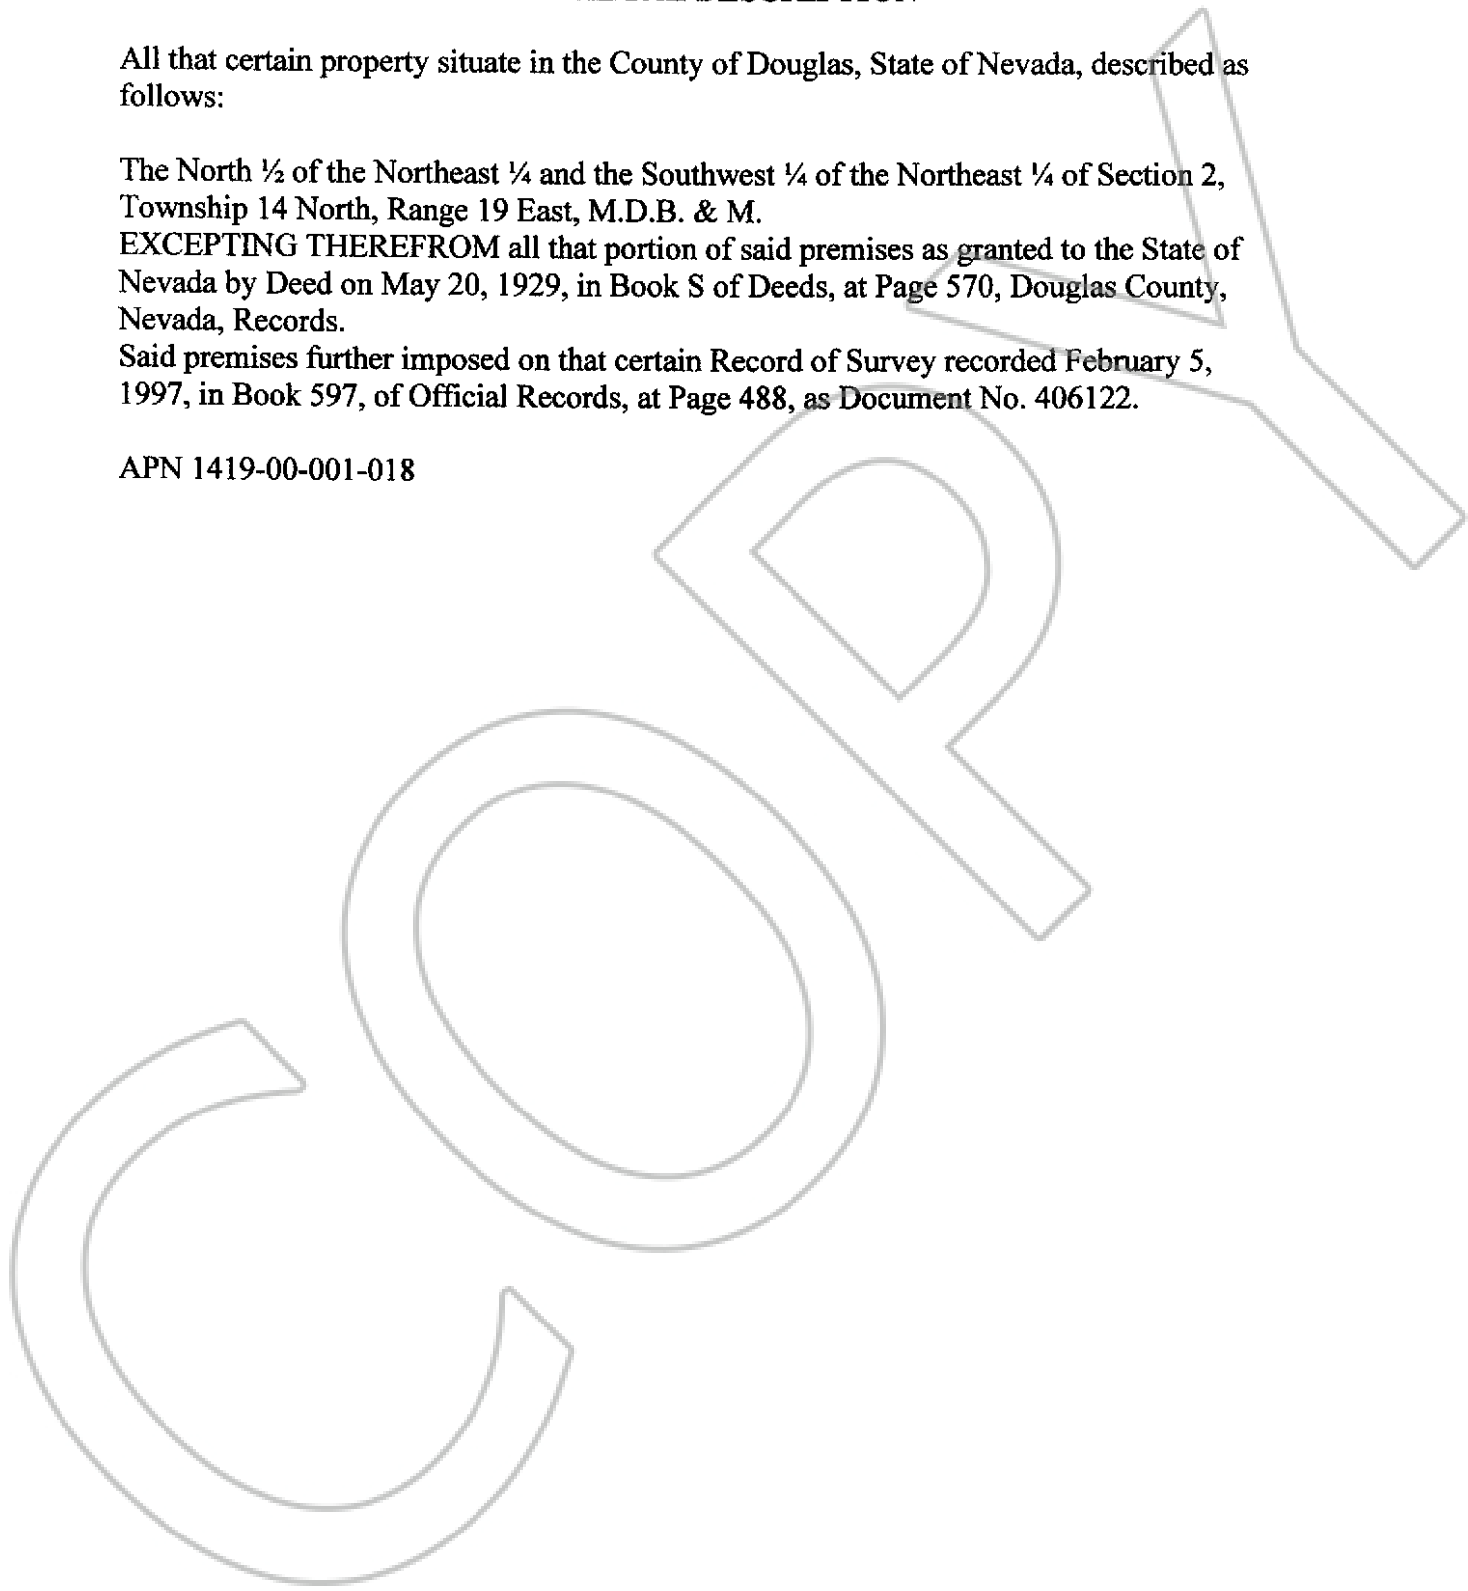 All that certain property situate in the County of Douglas, State of Nevada, described as
follows:
The North ½ of the Northeast ¼ and the Southwest ¼ of the Northeast ¼ of Section 2,
Township 14 North, Range 19 East, M.D.B. & M.
EXCEPTING THEREFROM all that portion of said premises as granted to the State of
Nevada by Deed on May 20, 1929, in Book S of Deeds, at Page 570, Douglas County,
Nevada, Records.
Said premises further imposed on that certain Record of Survey recorded February 5,
1997, in Book 597, of Official Records, at Page 488, as Document No. 406122.
APN 1419-00-001-018
COPY